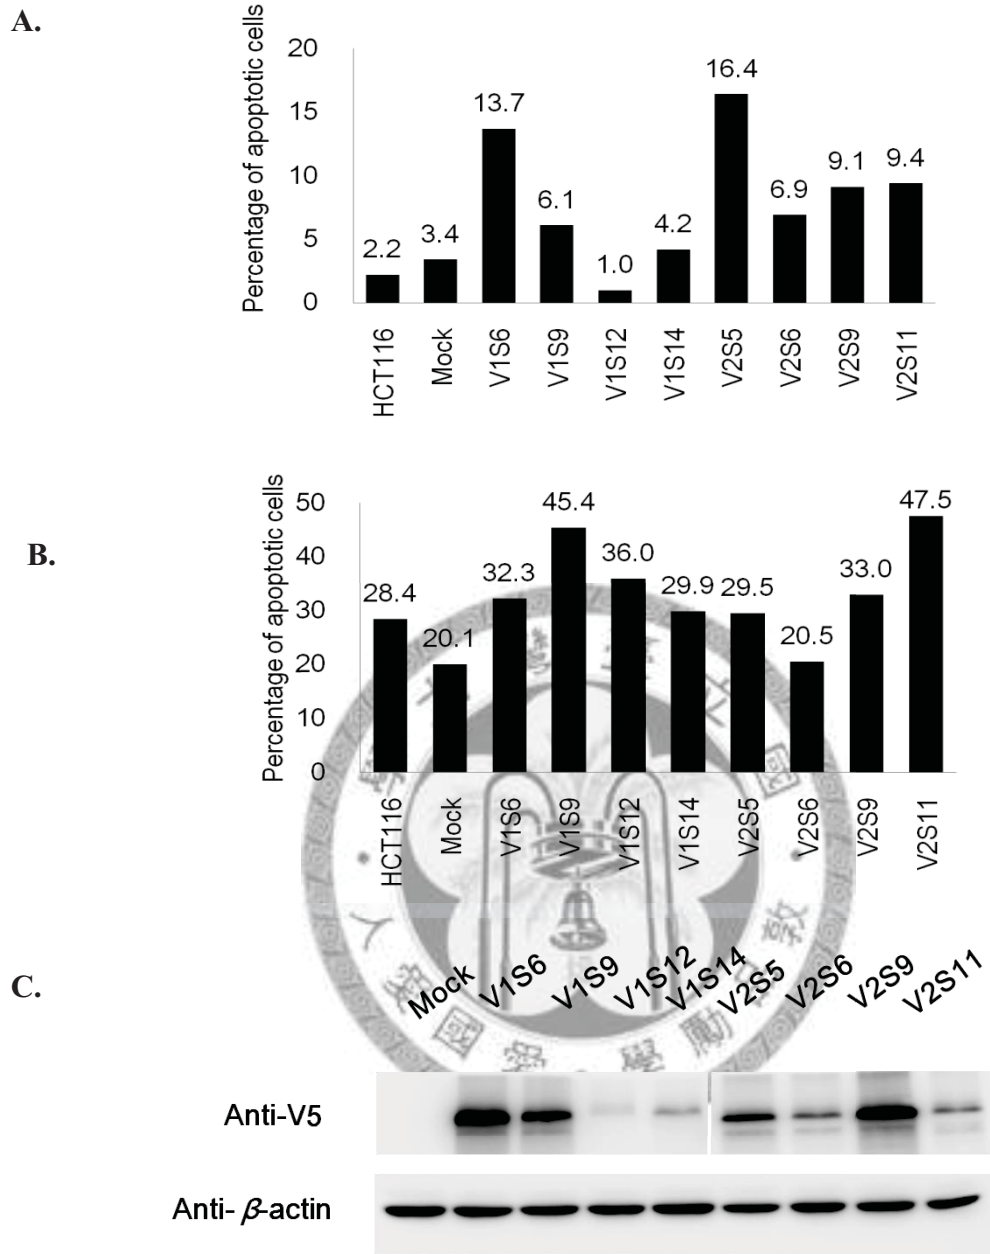 A.
Percentage of apoptotic cells
20
15
10
5
0
2.2
3.4
13.7
6.1
1.0
4.2
16.4
6.9
9.1
9.4
HCT116
Mock
V1S6
V1S9
V1S12
V1S14
V2S5
V2S6
V2S9
V2S11
B.
Percentage of apoptotic cells
50
40
30
20
10
0
28.4
20.1
32.3
45.4
36.0
29.9
29.5
20.5
33.0
47.5
HCT116
Mock
V1S6
V1S9
V1S12
V1S14
V2S5
V2S6
V2S9
V2S11
C.
Mock
V1S6
V1S9
V1S12
V1S14
V2S5
V2S6
V2S9
V2S11
Anti-V5
Anti- β-actin